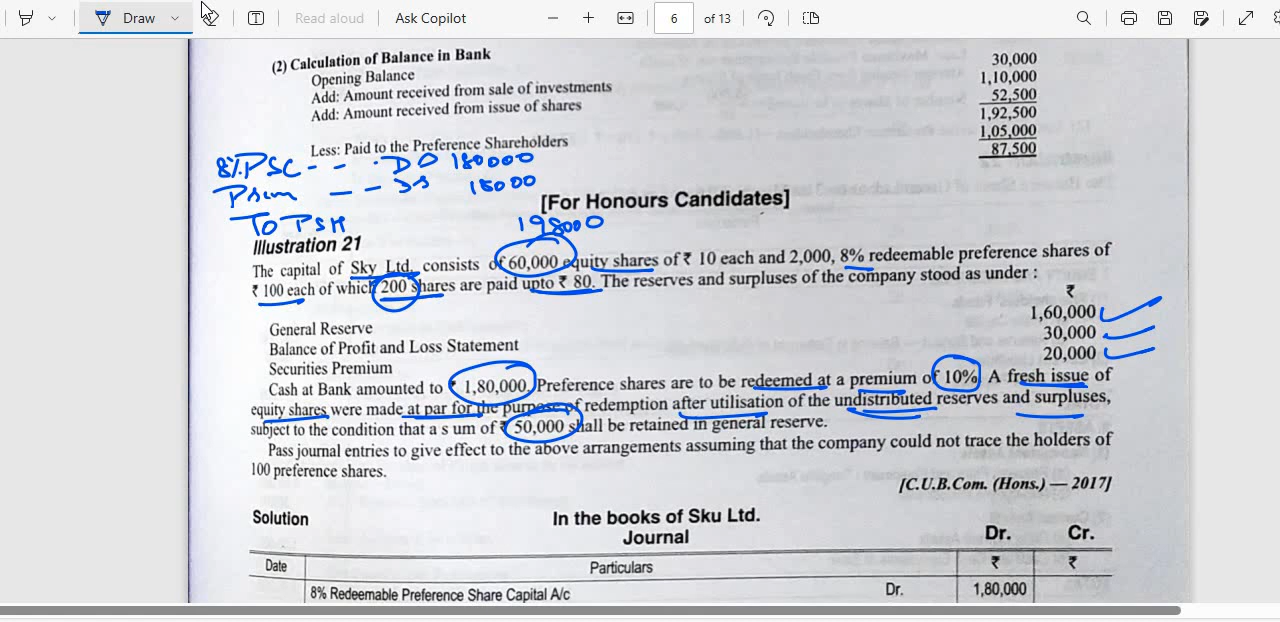 Draw
T
Read aloud
Ask Copilot
6 of 13
(2) Calculation of Balance in Bank
Opening Balance 30,000
Add: Amount received from sale of investments 1,10,000
Add: Amount received from issue of shares 52,500
1,92,500
Less: Paid to the Preference Shareholders 1,05,000
87,500
8% PSC - - . D 180000
- - 18000
To PSH 198000
[For Honours Candidates]
Illustration 21
The capital of Sky Ltd. consists of 60,000 equity shares of ₹ 10 each and 2,000, 8% redeemable preference shares of
₹ 100 each of which 200 shares are paid upto ₹ 80. The reserves and surpluses of the company stood as under :
₹
General Reserve 1,60,000
Balance of Profit and Loss Statement 30,000
Securities Premium 20,000
Cash at Bank amounted to ₹ 1,80,000. Preference shares are to be redeemed at a premium of 10%. A fresh issue of
equity shares were made at par for the purpose of redemption after utilisation of the undistributed reserves and surpluses,
subject to the condition that a s um of ₹ 50,000 shall be retained in general reserve.
Pass journal entries to give effect to the above arrangements assuming that the company could not trace the holders of
100 preference shares.
[C.U.B.Com. (Hons.) — 2017]
Solution
In the books of Sku Ltd.
Journal
Dr. Cr.
Date Particulars ₹ ₹
8% Redeemable Preference Share Capital A/c Dr. 1,80,000